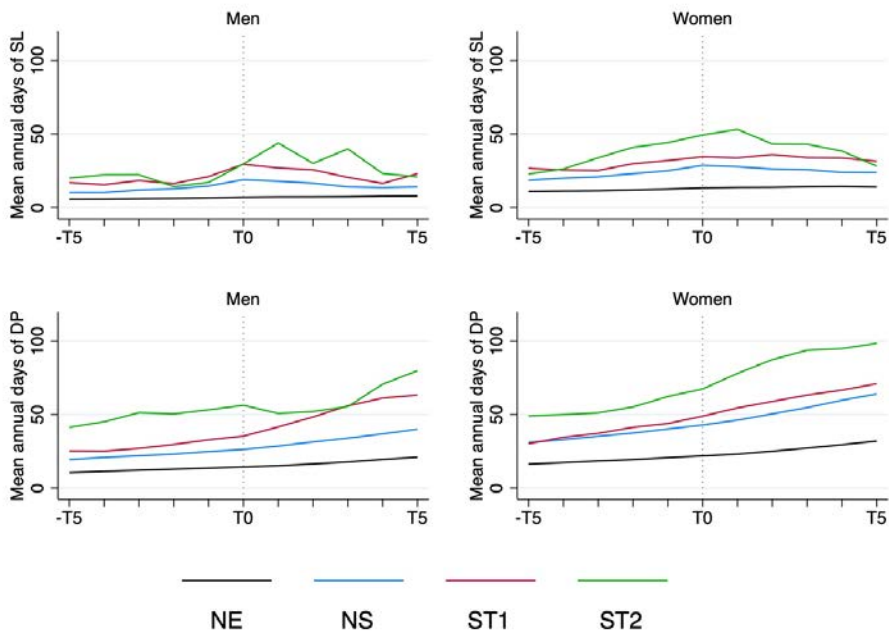 Men
Women
Mean annual days of SL
100
50
0
-T5
T0
T5
Mean annual days of SL
100
50
0
-T5
T0
T5
Men
Women
Mean annual days of DP
100
50
0
-T5
T0
T5
Mean annual days of DP
100
50
0
-T5
T0
T5
NE NS ST1 ST2